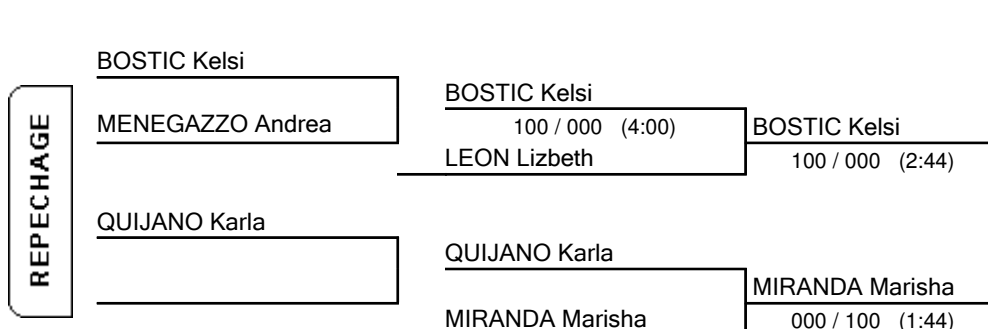 REPECHAGE
BOSTIC Kelsi
MENEGAZZO Andrea
BOSTIC Kelsi
100 / 000 (4:00)
LEON Lizbeth
BOSTIC Kelsi
100 / 000 (2:44)
QUIJANO Karla
QUIJANO Karla
MIRANDA Marisha
MIRANDA Marisha
000 / 100 (1:44)